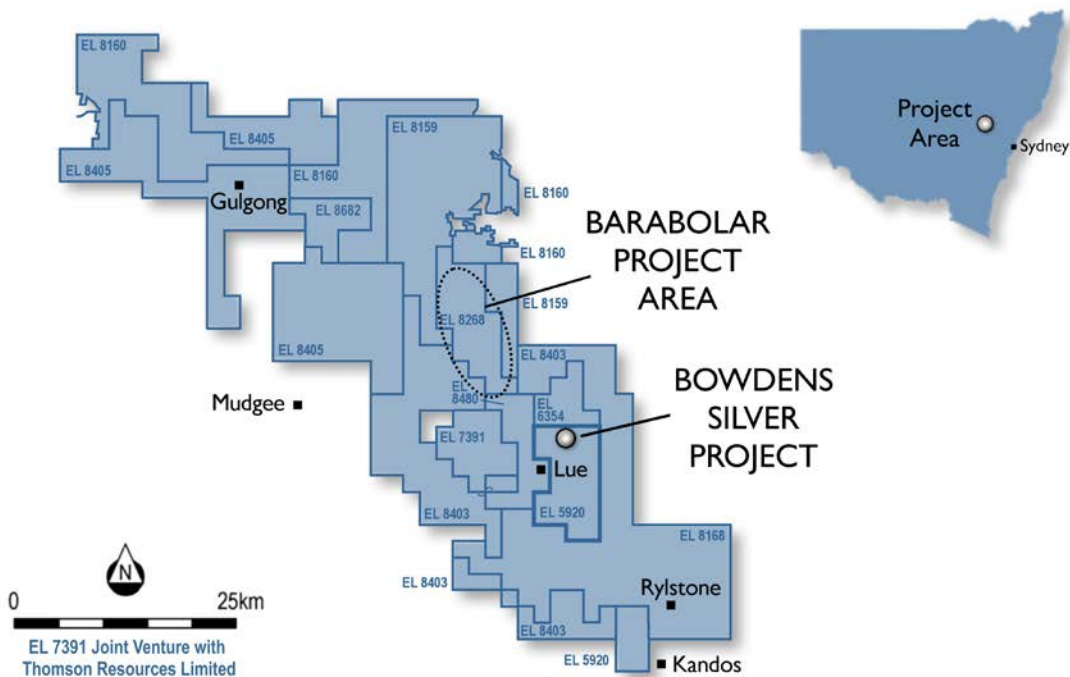 EL 8160
EL 8405
EL 8159
EL 8405
EL 8160
Gulgong
EL 8682
EL 8160
EL 8160
Project
Area
Sydney
BARABOLAR
PROJECT
AREA
EL 8159
EL 8268
EL 8405
EL 8403
EL
8480
EL
6354
Mudgee
BOWDENS
SILVER
PROJECT
EL 7391
Lue
EL 5920
EL 8403
EL 8168
EL 8403
Rylstone
EL 8403
EL 5920
Kandos
N
0 25km
EL 7391 Joint Venture with
Thomson Resources Limited